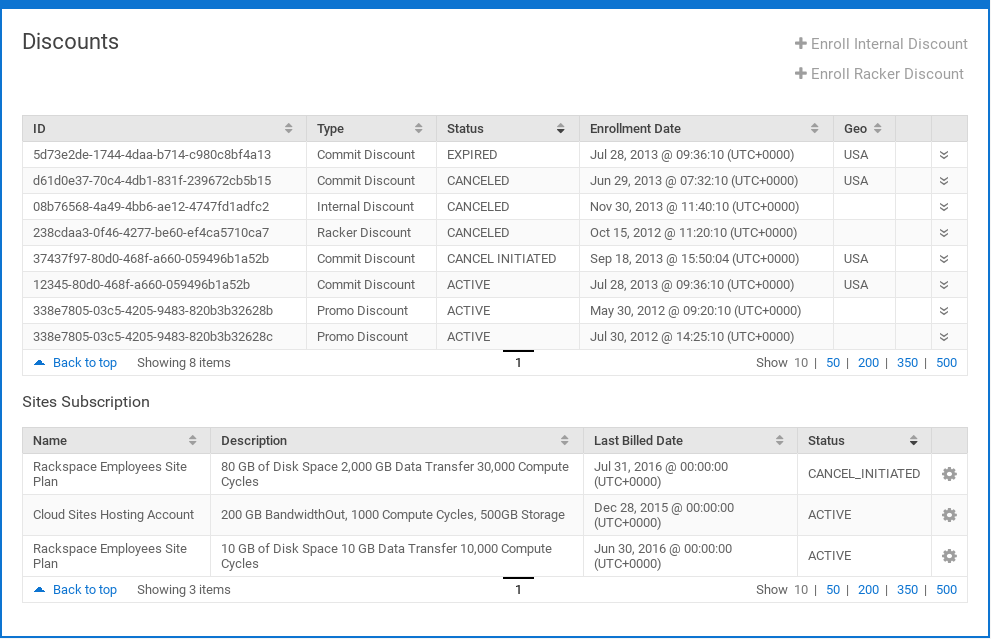 Discounts
Enroll Internal Discount
Enroll Racker Discount
ID Type Status Enrollment Date Geo
5d73e2de-1744-4daa-b714-c980c8bf4a13 Commit Discount EXPIRED Jul 28, 2013 @ 09:36:10 (UTC+0000) USA
d61d0e37-70c4-4db1-831f-239672cb5b15 Commit Discount CANCELED Jun 29, 2013 @ 07:32:10 (UTC+0000) USA
08b76568-4a49-4bb6-ae12-4747fd1adfc2 Internal Discount CANCELED Nov 30, 2013 @ 11:40:10 (UTC+0000)
238cdaa3-0f46-4277-be60-ef4ca5710ca7 Racker Discount CANCELED Oct 15, 2012 @ 11:20:10 (UTC+0000)
37437f97-80d0-468f-a660-059496b1a52b Commit Discount CANCEL INITIATED Sep 18, 2013 @ 15:50:04 (UTC+0000) USA
12345-80d0-468f-a660-059496b1a52b Commit Discount ACTIVE Jul 28, 2013 @ 09:36:10 (UTC+0000) USA
338e7805-03c5-4205-9483-820b3b32628b Promo Discount ACTIVE May 30, 2012 @ 09:20:10 (UTC+0000)
338e7805-03c5-4205-9483-820b3b32628c Promo Discount ACTIVE Jul 30, 2012 @ 14:25:10 (UTC+0000)
Back to top Showing 8 items 1 Show 10 | 50 | 200 | 350 | 500
Sites Subscription
Name Description Last Billed Date Status
Rackspace Employees Site 80 GB of Disk Space 2,000 GB Data Transfer 30,000 Compute Jul 31, 2016 @ 00:00:00 CANCEL_INITIATED
Plan Cycles (UTC+0000)
Cloud Sites Hosting Account 200 GB BandwidthOut, 1000 Compute Cycles, 500GB Storage Dec 28, 2015 @ 00:00:00 ACTIVE
(UTC+0000)
Rackspace Employees Site 10 GB of Disk Space 10 GB Data Transfer 10,000 Compute Jun 30, 2016 @ 00:00:00 ACTIVE
Plan Cycles (UTC+0000)
Back to top Showing 3 items 1 Show 10 | 50 | 200 | 350 | 500